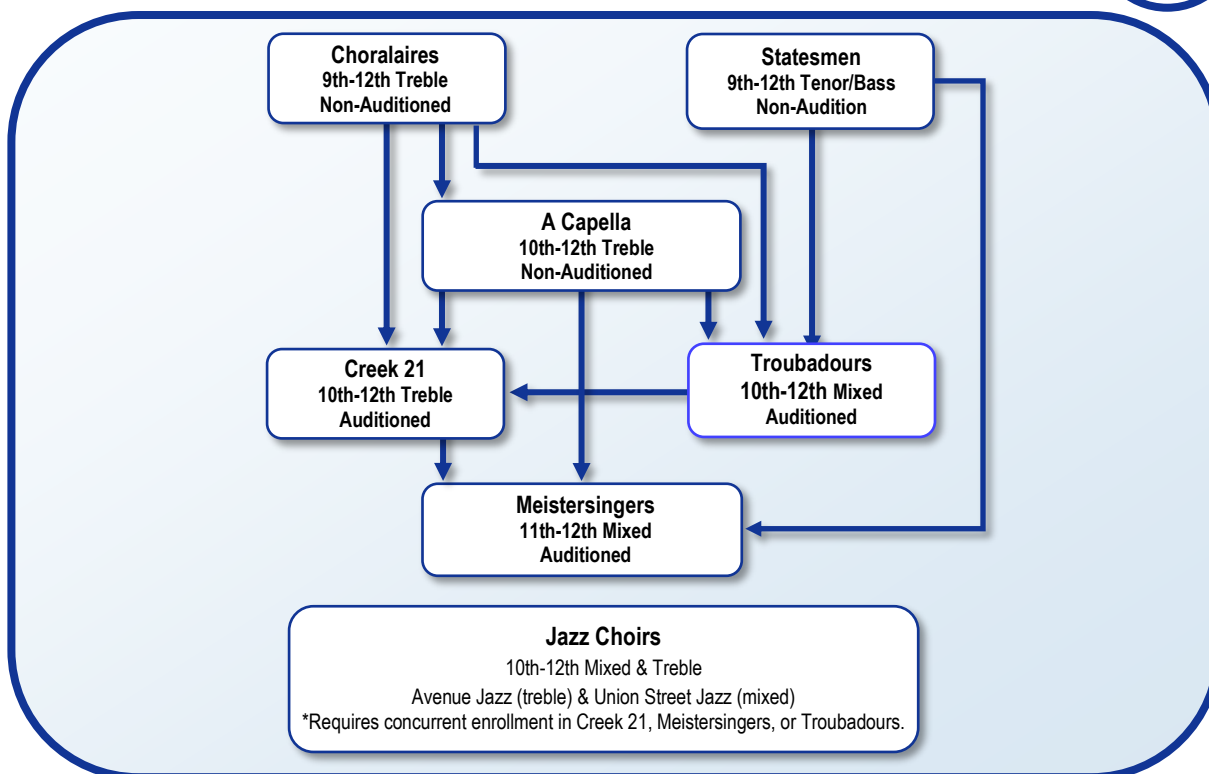 Choralaires
9th-12th Treble
Non-Auditioned
Statesmen
9th-12th Tenor/Bass
Non-Audition
A Capella
10th-12th Treble
Non-Auditioned
Creek 21
10th-12th Treble
Auditioned
Troubadours
10th-12th Mixed
Auditioned
Meistersingers
11th-12th Mixed
Auditioned
Jazz Choirs
10th-12th Mixed & Treble
Avenue Jazz (treble) & Union Street Jazz (mixed)
*Requires concurrent enrollment in Creek 21, Meistersingers, or Troubadours.